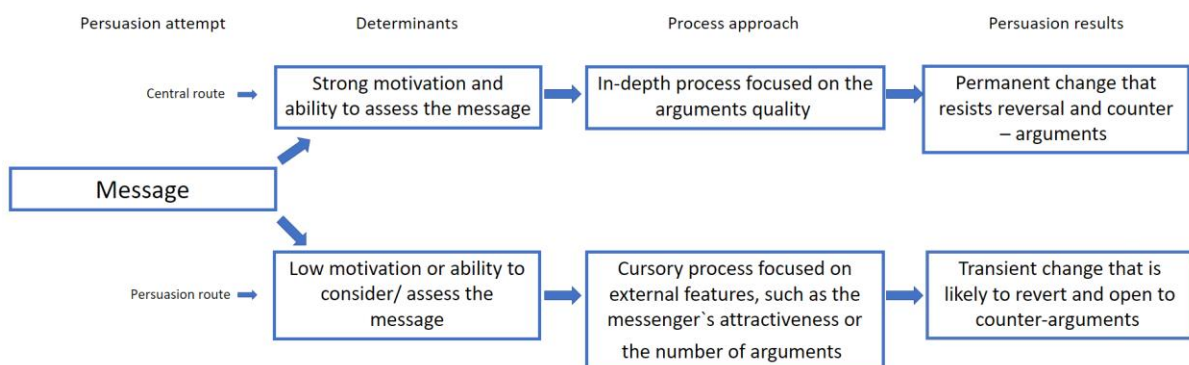 Persuasion attempt
Determinants
Process approach
Persuasion results
Central route
Strong motivation and
ability to assess the message
In-depth process focused on the
arguments quality
Permanent change that
resists reversal and counter
– arguments
Message
Persuasion route
Low motivation or ability to
consider/ assess the
message
Cursory process focused on
external features, such as the
messenger`s attractiveness or
the number of arguments
Transient change that is
likely to revert and open to
counter-arguments